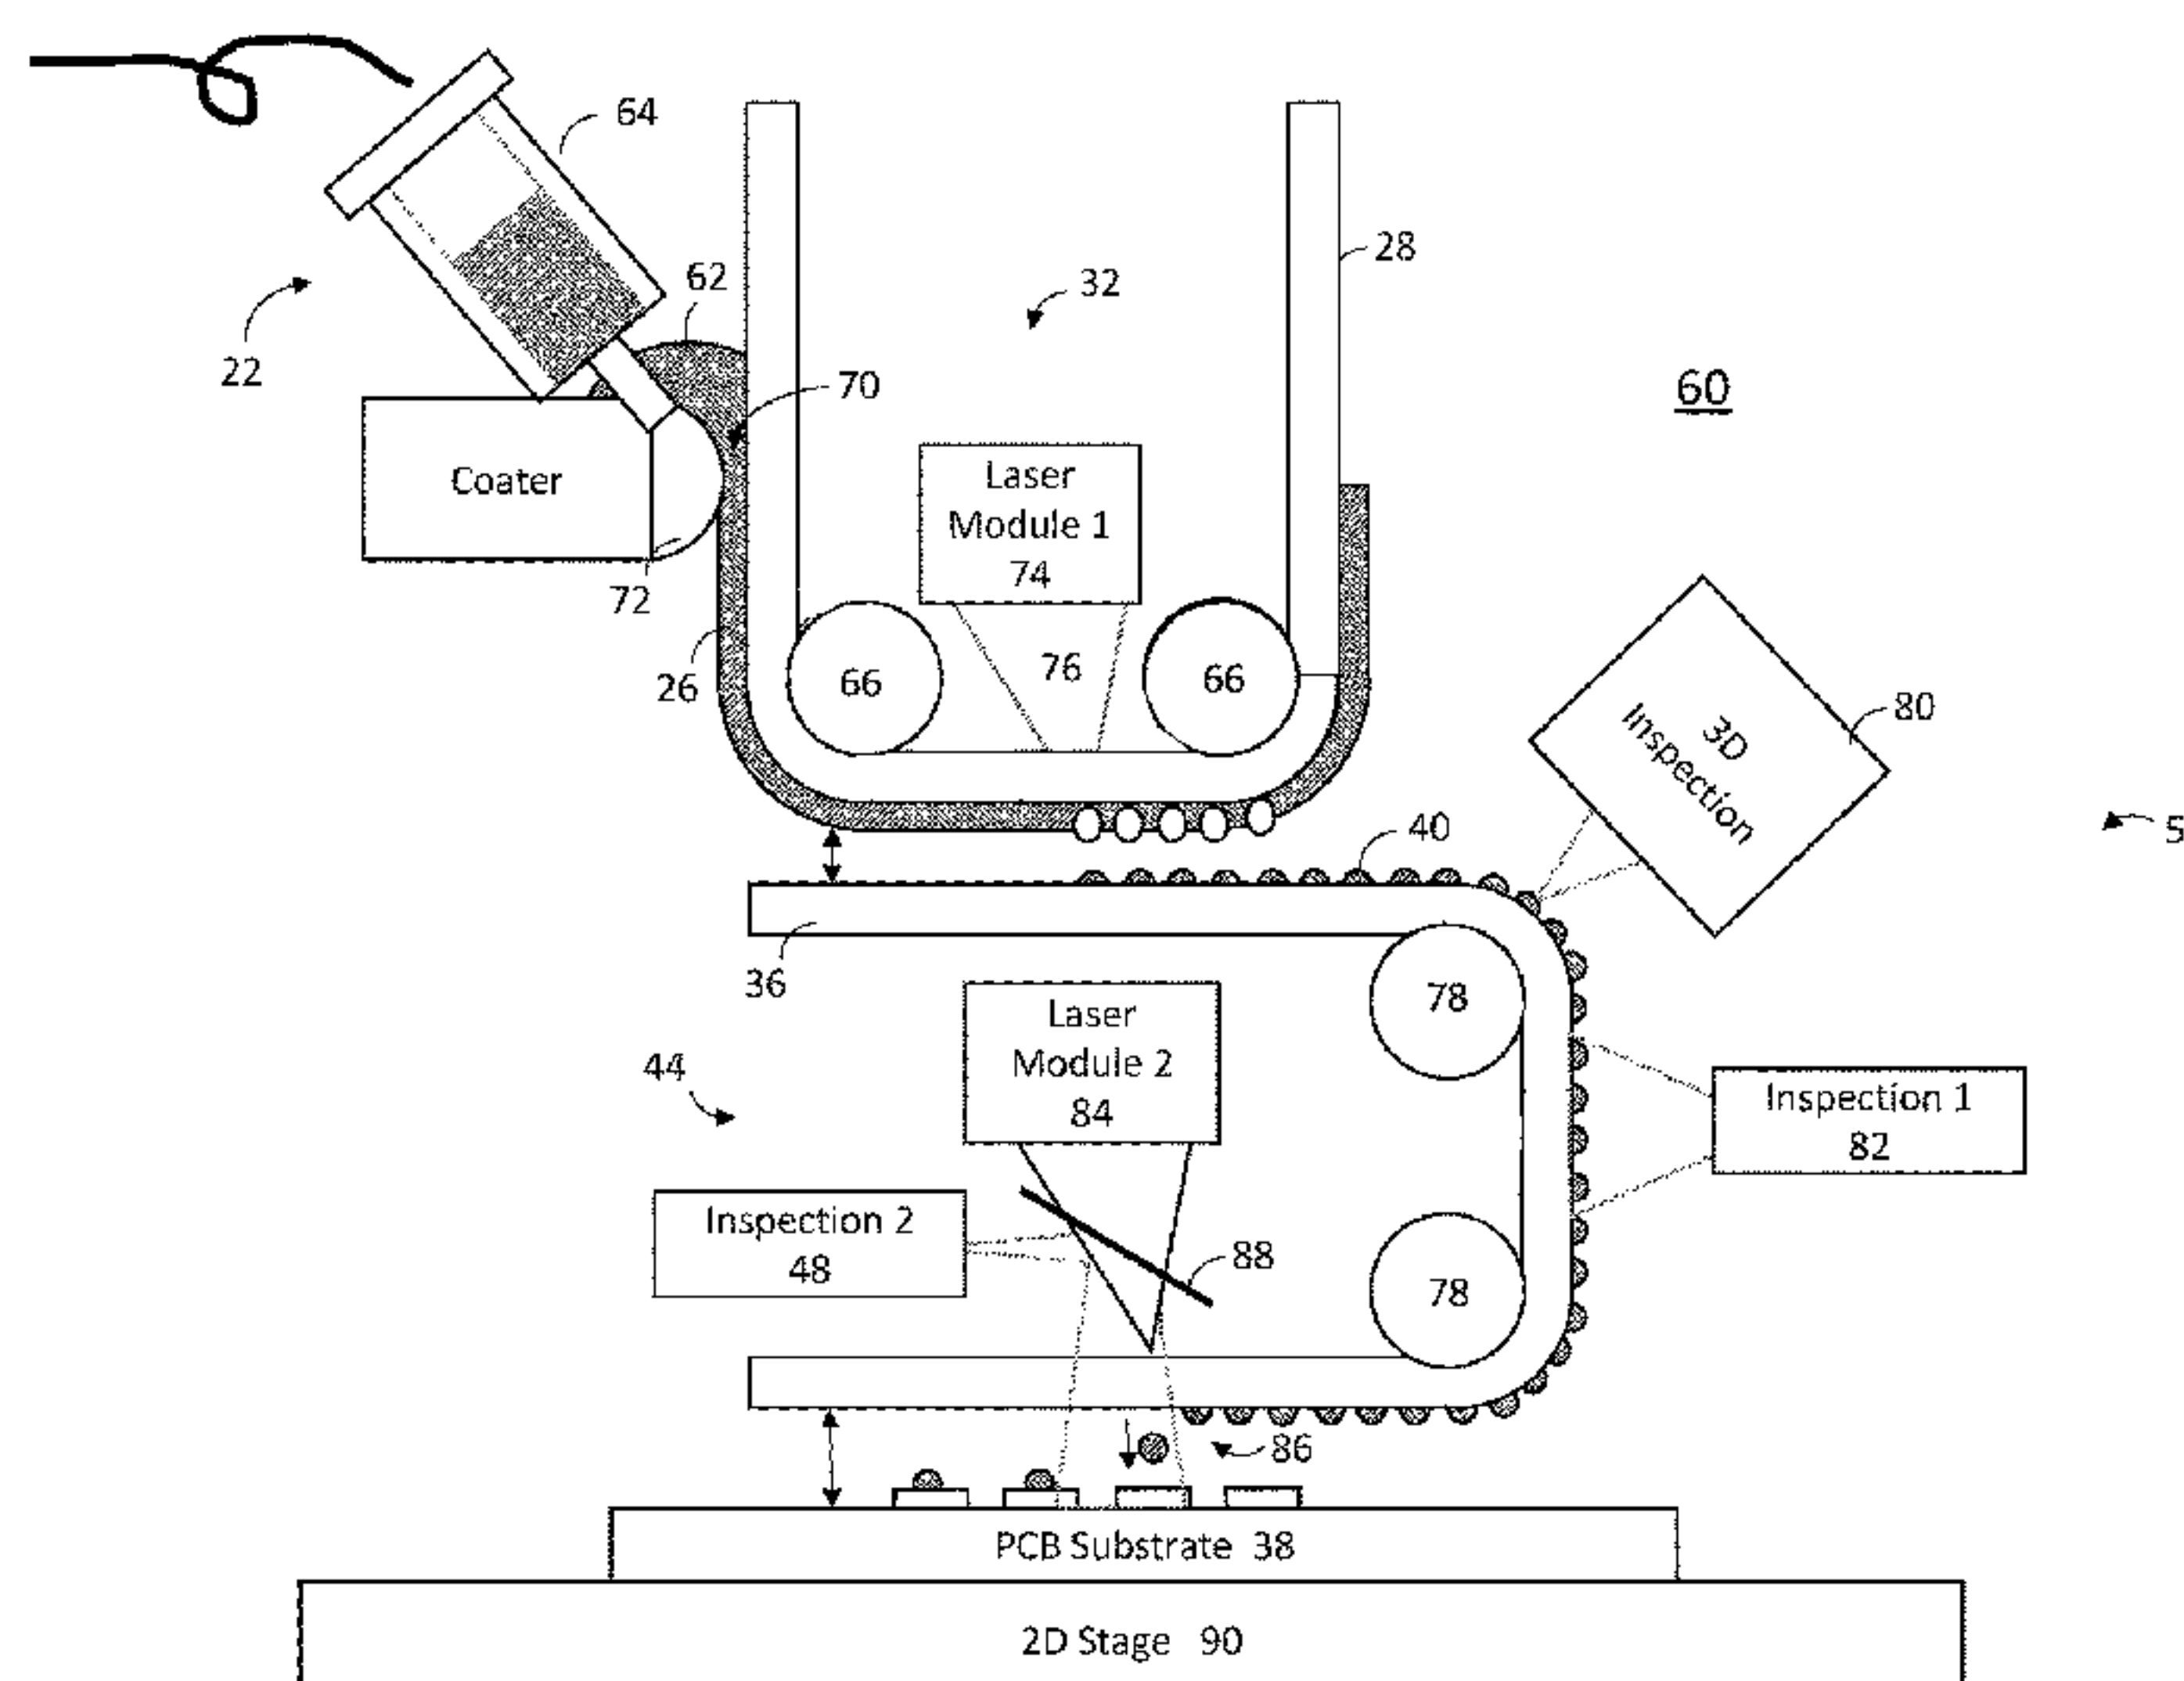 64
62
28
32
22
70
60
Coater
Laser
Module 1
74
72
76
66
66
26
80
3D
Inspection
40
5
36
78
Laser
Module 2
84
44
Inspection 1
82
Inspection 2
48
88
78
86
PCB Substrate 38
2D Stage 90